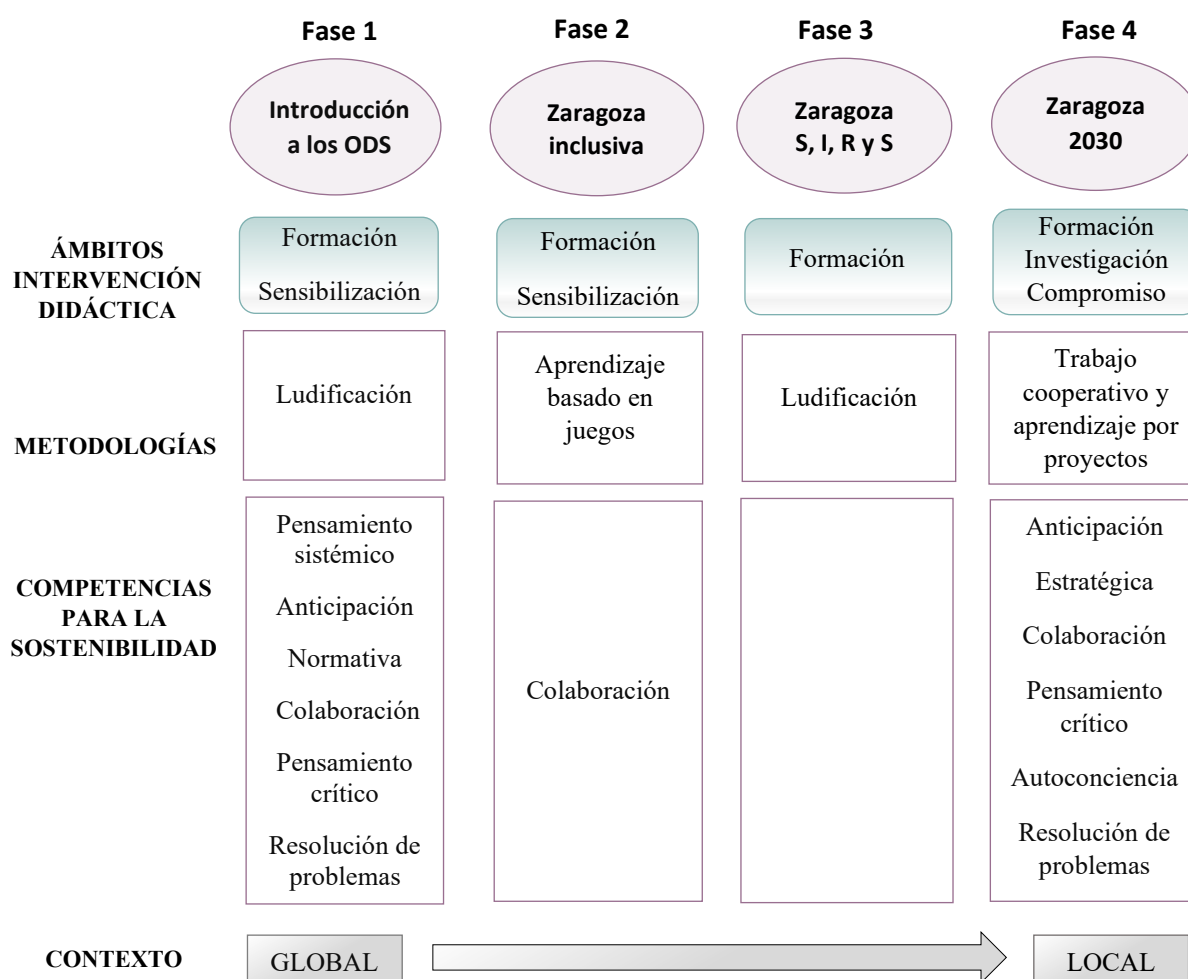 Fase 1
Fase 2
Fase 3
Fase 4
Introducción
a los ODS
Zaragoza
inclusiva
Zaragoza
S, I, R y S
Zaragoza
2030
ÁMBITOS
INTERVENCIÓN
DIDÁCTICA
Formación
Sensibilización
Formación
Sensibilización
Formación
Formación
Investigación
Compromiso
METODOLOGÍAS
Ludificación
Aprendizaje
basado en
juegos
Ludificación
Trabajo
cooperativo y
aprendizaje por
proyectos
COMPETENCIAS
PARA LA
SOSTENIBILIDAD
Pensamiento
sistémico
Anticipación
Normativa
Colaboración
Pensamiento
crítico
Resolución de
problemas
Colaboración
Anticipación
Estratégica
Colaboración
Pensamiento
crítico
Autoconciencia
Resolución de
problemas
CONTEXTO
GLOBAL
LOCAL